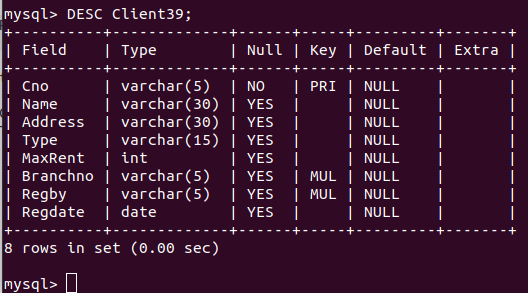 mysql> DESC Client39;
+----------+-------------+------+-----+---------+-------+
| Field    | Type        | Null | Key | Default | Extra |
+----------+-------------+------+-----+---------+-------+
| Cno      | varchar(5)  | NO   | PRI | NULL    |       |
| Name     | varchar(30) | YES  |     | NULL    |       |
| Address  | varchar(30) | YES  |     | NULL    |       |
| Type     | varchar(15) | YES  |     | NULL    |       |
| MaxRent  | int         | YES  |     | NULL    |       |
| Branchno | varchar(5)  | YES  | MUL | NULL    |       |
| Regby    | varchar(5)  | YES  | MUL | NULL    |       |
| Regdate  | date        | YES  |     | NULL    |       |
+----------+-------------+------+-----+---------+-------+
8 rows in set (0.00 sec)
mysql>